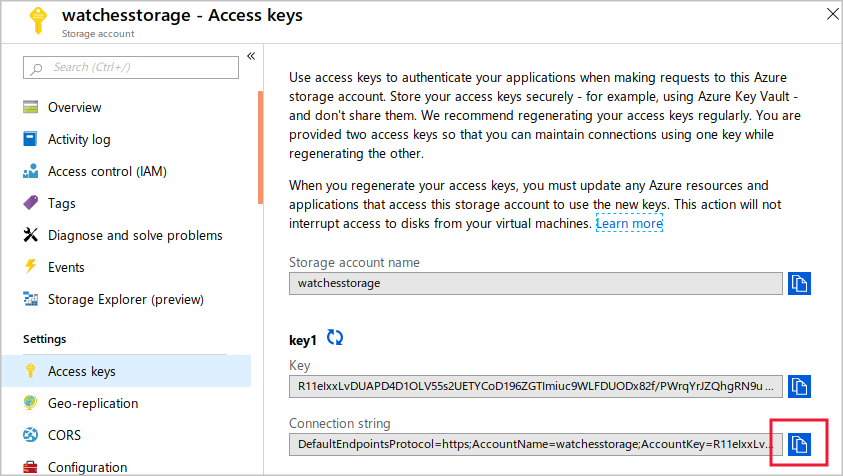 watchesstorage - Access keys
Storage account
Search (Ctrl+/)
Overview
Activity log
Access control (IAM)
Tags
Diagnose and solve problems
Events
Storage Explorer (preview)
Settings
Access keys
Geo-replication
CORS
Configuration
Use access keys to authenticate your applications when making requests to this Azure
storage account. Store your access keys securely - for example, using Azure Key Vault -
and don't share them. We recommend regenerating your access keys regularly. You are
provided two access keys so that you can maintain connections using one key while
regenerating the other.
When you regenerate your access keys, you must update any Azure resources and
applications that access this storage account to use the new keys. This action will not
interrupt access to disks from your virtual machines. Learn more
Storage account name
watchesstorage
key1
Key
R11eIxxLvDUAPD4D1OLV55s2UETYCoD196ZGTImiuc9WLFDUODx82f/PWrqYrJZQhgRN9u ...
Connection string
DefaultEndpointsProtocol=https;AccountName=watchesstorage;AccountKey=R11eIxxLv...